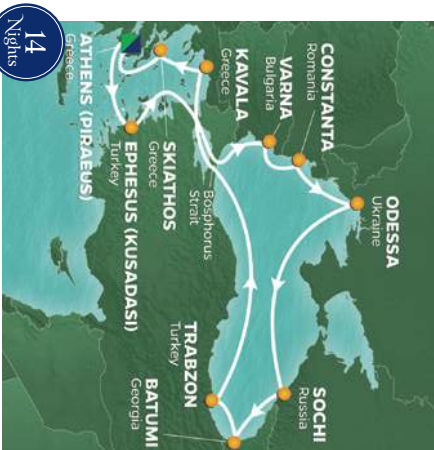 14
Nights
ODESSA
Ukraine
CONSTANTA
Romania
VARNA
Bulgaria
SOCHI
Russia
KAVALA
Greece
Bosphorus
Strait
BATUMI
Georgia
TRABZON
Turkey
SKIATHOS
Greece
EPHESUS (KUSADASI)
Turkey
ATHENS (PIRAEUS)
Greece